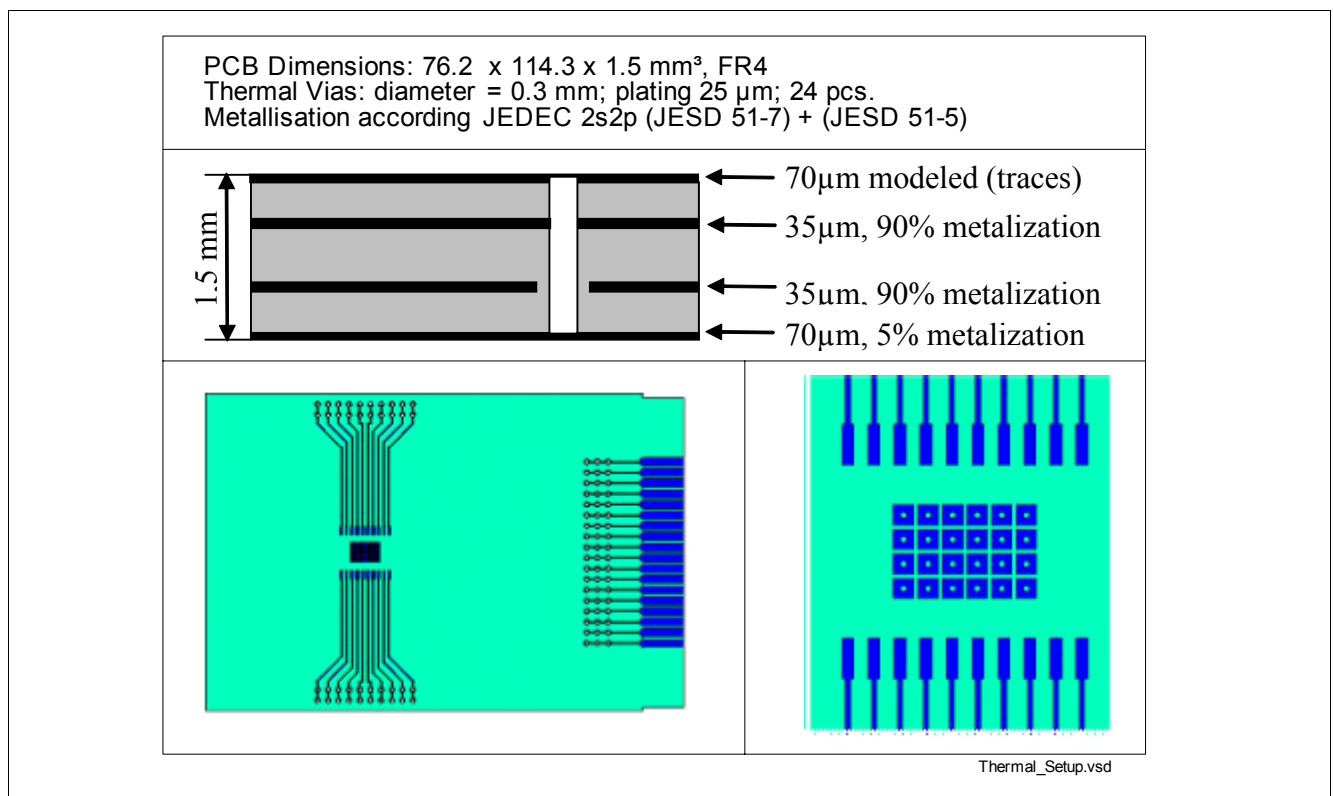 PCB Dimensions: 76.2 x 114.3 x 1.5 mm³, FR4
Thermal Vias: diameter = 0.3 mm; plating 25 µm; 24 pcs.
Metallisation according JEDEC 2s2p (JESD 51-7) + (JESD 51-5)
1.5 mm
70µm modeled (traces)
35µm, 90% metalization
35µm, 90% metalization
70µm, 5% metalization
Thermal_Setup.vsd